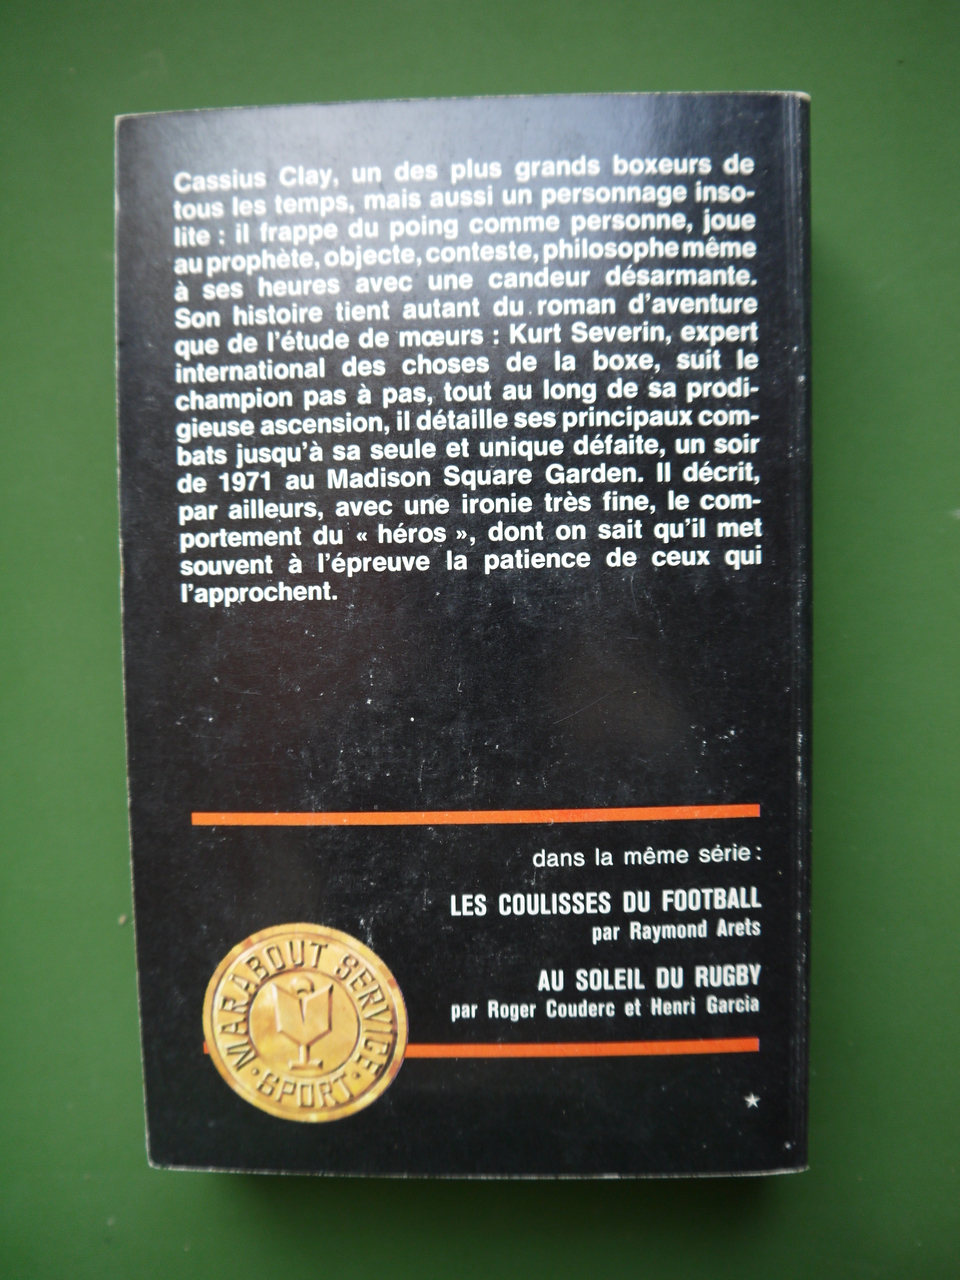 Cassius Clay, un des plus grands boxeurs de
tous les temps, mais aussi un personnage inso-
lite : il frappe du poing comme personne, joue
au prophète, objecte, conteste, philosophe même
à ses heures avec une candeur désarmante.
Son histoire tient autant du roman d'aventure
que de l'étude de mœurs : Kurt Severin, expert
international des choses de la boxe, suit le
champion pas à pas, tout au long de sa prodi-
gieuse ascension, il détaille ses principaux com-
bats jusqu'à sa seule et unique défaite, un soir
de 1971 au Madison Square Garden. Il décrit,
par ailleurs, avec une ironie très fine, le com-
portement du « héros », dont on sait qu'il met
souvent à l'épreuve la patience de ceux qui
l'approchent.
dans la même série :
LES COULISSES DU FOOTBALL
par Raymond Arets
AU SOLEIL DU RUGBY
par Roger Couderc et Henri Garcia
MARABOUT SERVICE
· SPORT ·